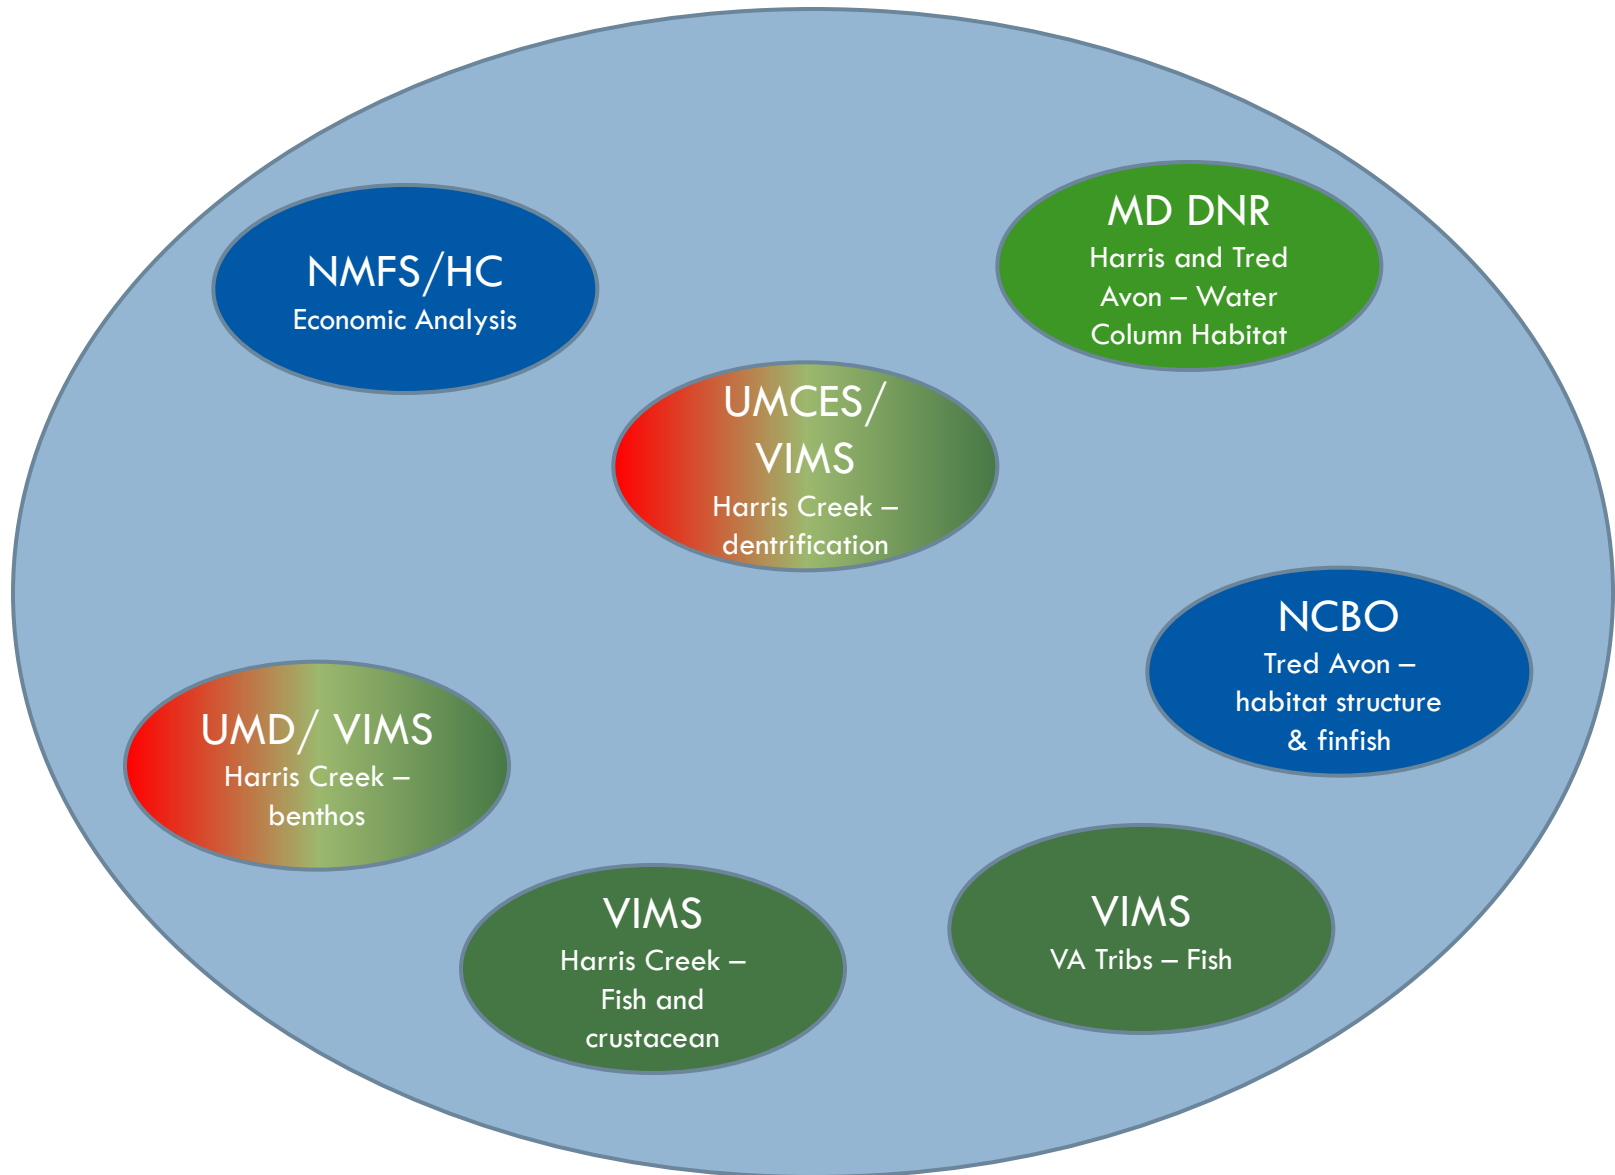 NMFS/HC
Economic Analysis
MD DNR
Harris and Tred
Avon – Water
Column Habitat
UMCES/
VIMS
Harris Creek –
dentrification
NCBO
Tred Avon –
habitat structure
& finfish
UMD/ VIMS
Harris Creek –
benthos
VIMS
Harris Creek –
Fish and
crustacean
VIMS
VA Tribs – Fish